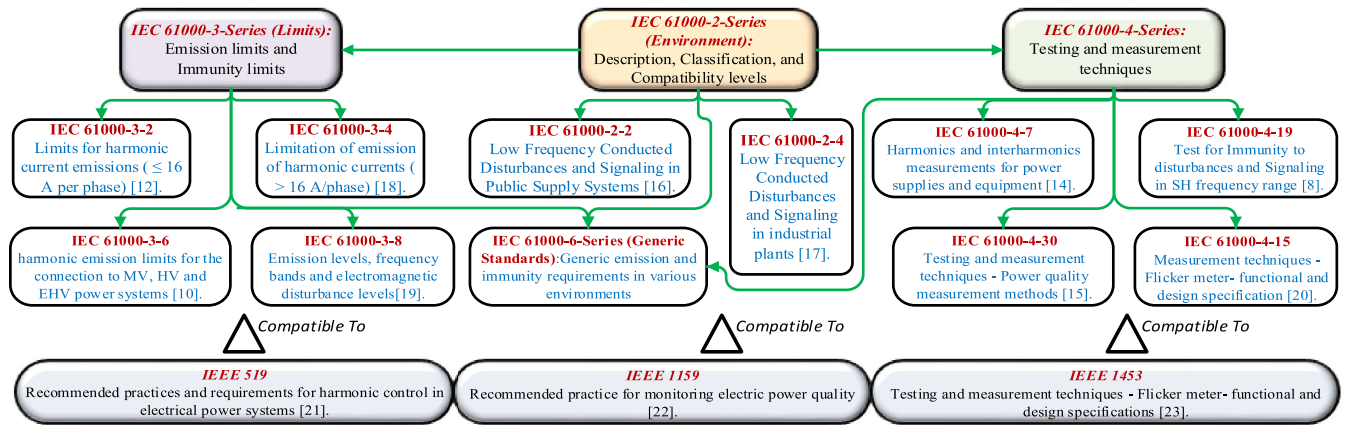 IEC 61000-3-Series (Limits):
Emission limits and
Immunity limits
IEC 61000-2-Series
(Environment):
Description, Classification, and
Compatibility levels
IEC 61000-4-Series:
Testing and measurement
techniques
IEC 61000-3-2
Limits for harmonic
current emissions ( ≤ 16
A per phase) [12].
IEC 61000-3-4
Limitation of emission
of harmonic currents (
> 16 A/phase) [18].
IEC 61000-2-2
Low Frequency Conducted
Disturbances and Signaling in
Public Supply Systems [16].
IEC 61000-2-4
Low Frequency
Conducted
Disturbances
and Signaling
in industrial
plants [17].
IEC 61000-4-7
Harmonics and interharmonics
measurements for power
supplies and equipment [14].
IEC 61000-4-19
Test for Immunity to
disturbances and Signaling
in SH frequency range [8].
IEC 61000-3-6
harmonic emission limits for the
connection to MV, HV and
EHV power systems [10].
IEC 61000-3-8
Emission levels, frequency
bands and electromagnetic
disturbance levels[19].
IEC 61000-6-Series (Generic
Standards):Generic emission and
immunity requirements in various
environments
IEC 61000-4-30
Testing and measurement
techniques - Power quality
measurement methods [15].
IEC 61000-4-15
Measurement techniques -
Flicker meter- functional and
design specification [20].
Compatible To
Compatible To
Compatible To
IEEE 519
Recommended practices and requirements for harmonic control in
electrical power systems [21].
IEEE 1159
Recommended practice for monitoring electric power quality
[22].
IEEE 1453
Testing and measurement techniques - Flicker meter- functional and
design specifications [23].